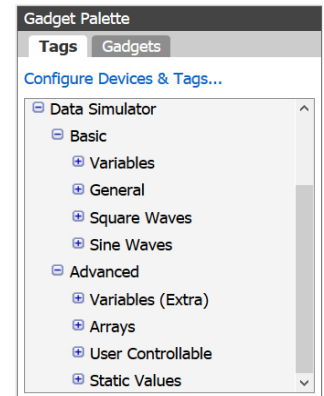 Gadget Palette
Tags Gadgets
Configure Devices & Tags...
Data Simulator
Basic
Variables
General
Square Waves
Sine Waves
Advanced
Variables (Extra)
Arrays
User Controllable
Static Values